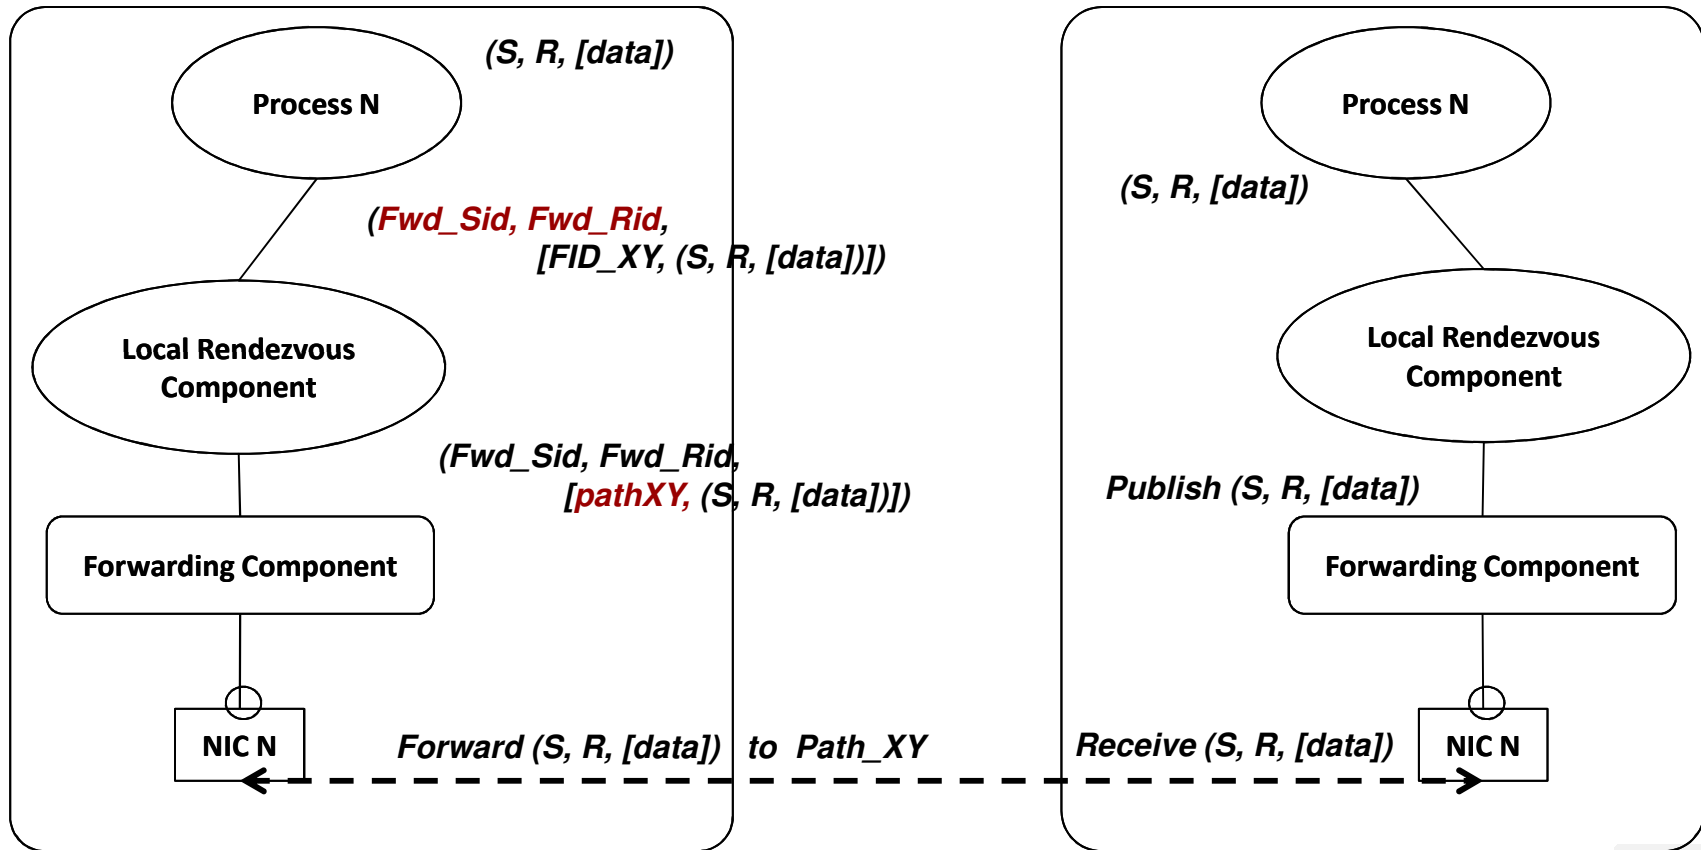 (S, R, [data])
Process N
(Fwd_Sid, Fwd_Rid,
[FID_XY, (S, R, [data])])
Local Rendezvous
Component
(Fwd_Sid, Fwd_Rid,
[pathXY, (S, R, [data])])
Forwarding Component
NIC N
Forward (S, R, [data]) to Path_XY
Process N
(S, R, [data])
Local Rendezvous
Component
Publish (S, R, [data])
Forwarding Component
Receive (S, R, [data])
NIC N